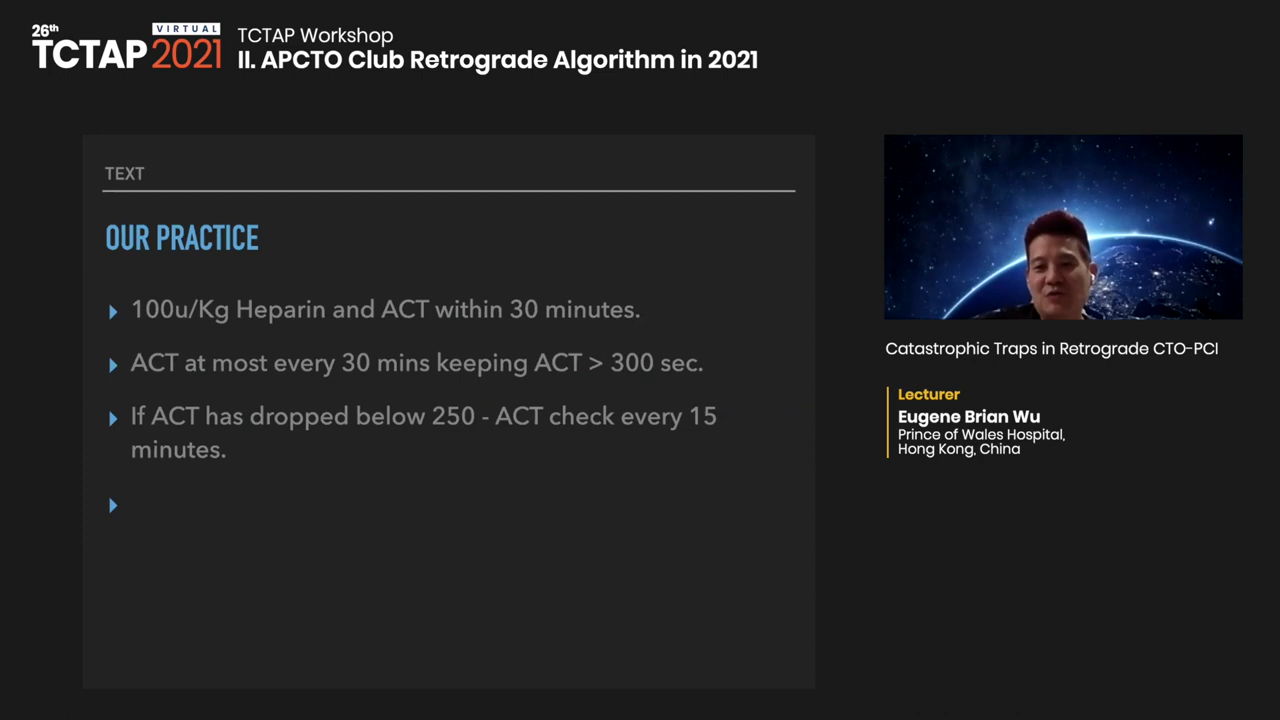 26th
VIRTUAL
TCTAP 2021
TCTAP Workshop
II. APCTO Club Retrograde Algorithm in 2021
TEXT
OUR PRACTICE
100u/Kg Heparin and ACT within 30 minutes.
ACT at most every 30 mins keeping ACT > 300 sec.
If ACT has dropped below 250 - ACT check every 15
minutes.
Catastrophic Traps in Retrograde CTO-PCI
Lecturer
Eugene Brian Wu
Prince of Wales Hospital,
Hong Kong, China